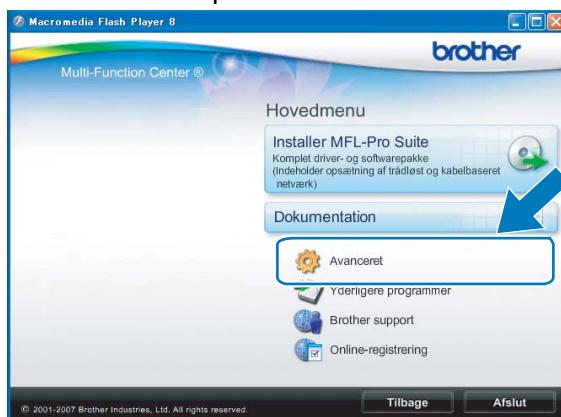 Macromedia Flash Player 8
brother
Multi-Function Center ®
Hovedmenu
Installer MFL-Pro Suite
Komplet driver- og softwarepakke
(Indeholder opsætning af trådløst og kabelbaseret
netværk)
Dokumentation
Avanceret
Yderligere programmer
Brother support
Online-registrering
© 2001-2007 Brother Industries, Ltd. All rights reserved.
Tilbage
Afslut